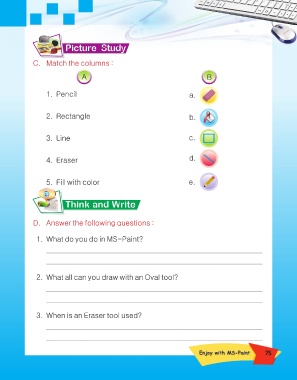 Picture Study
C. Match the columns :
A B
1. Pencil a.
2. Rectangle b.
3. Line c.
4. Eraser d.
5. Fill with color e.
Think and Write
D. Answer the following questions :
1. What do you do in MS-Paint?
2. What all can you draw with an Oval tool?
3. When is an Eraser tool used?
Enjoy with MS-Paint 75